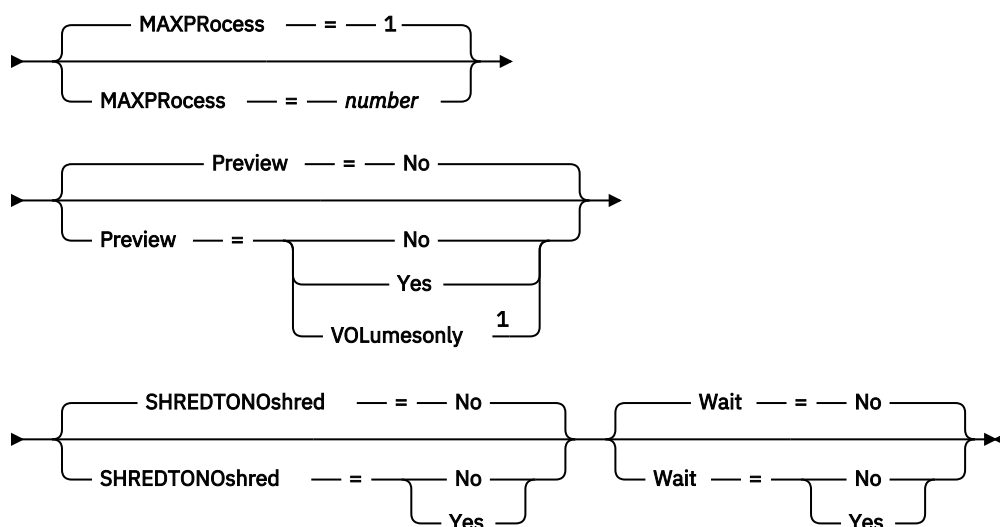 MAXPRocess = 1
MAXPRocess = number
Preview = No
Preview = No
Yes
VOLumesonly 1
SHREDTONOshred = No Wait = No
SHREDTONOshred = No Wait = No
Yes Yes